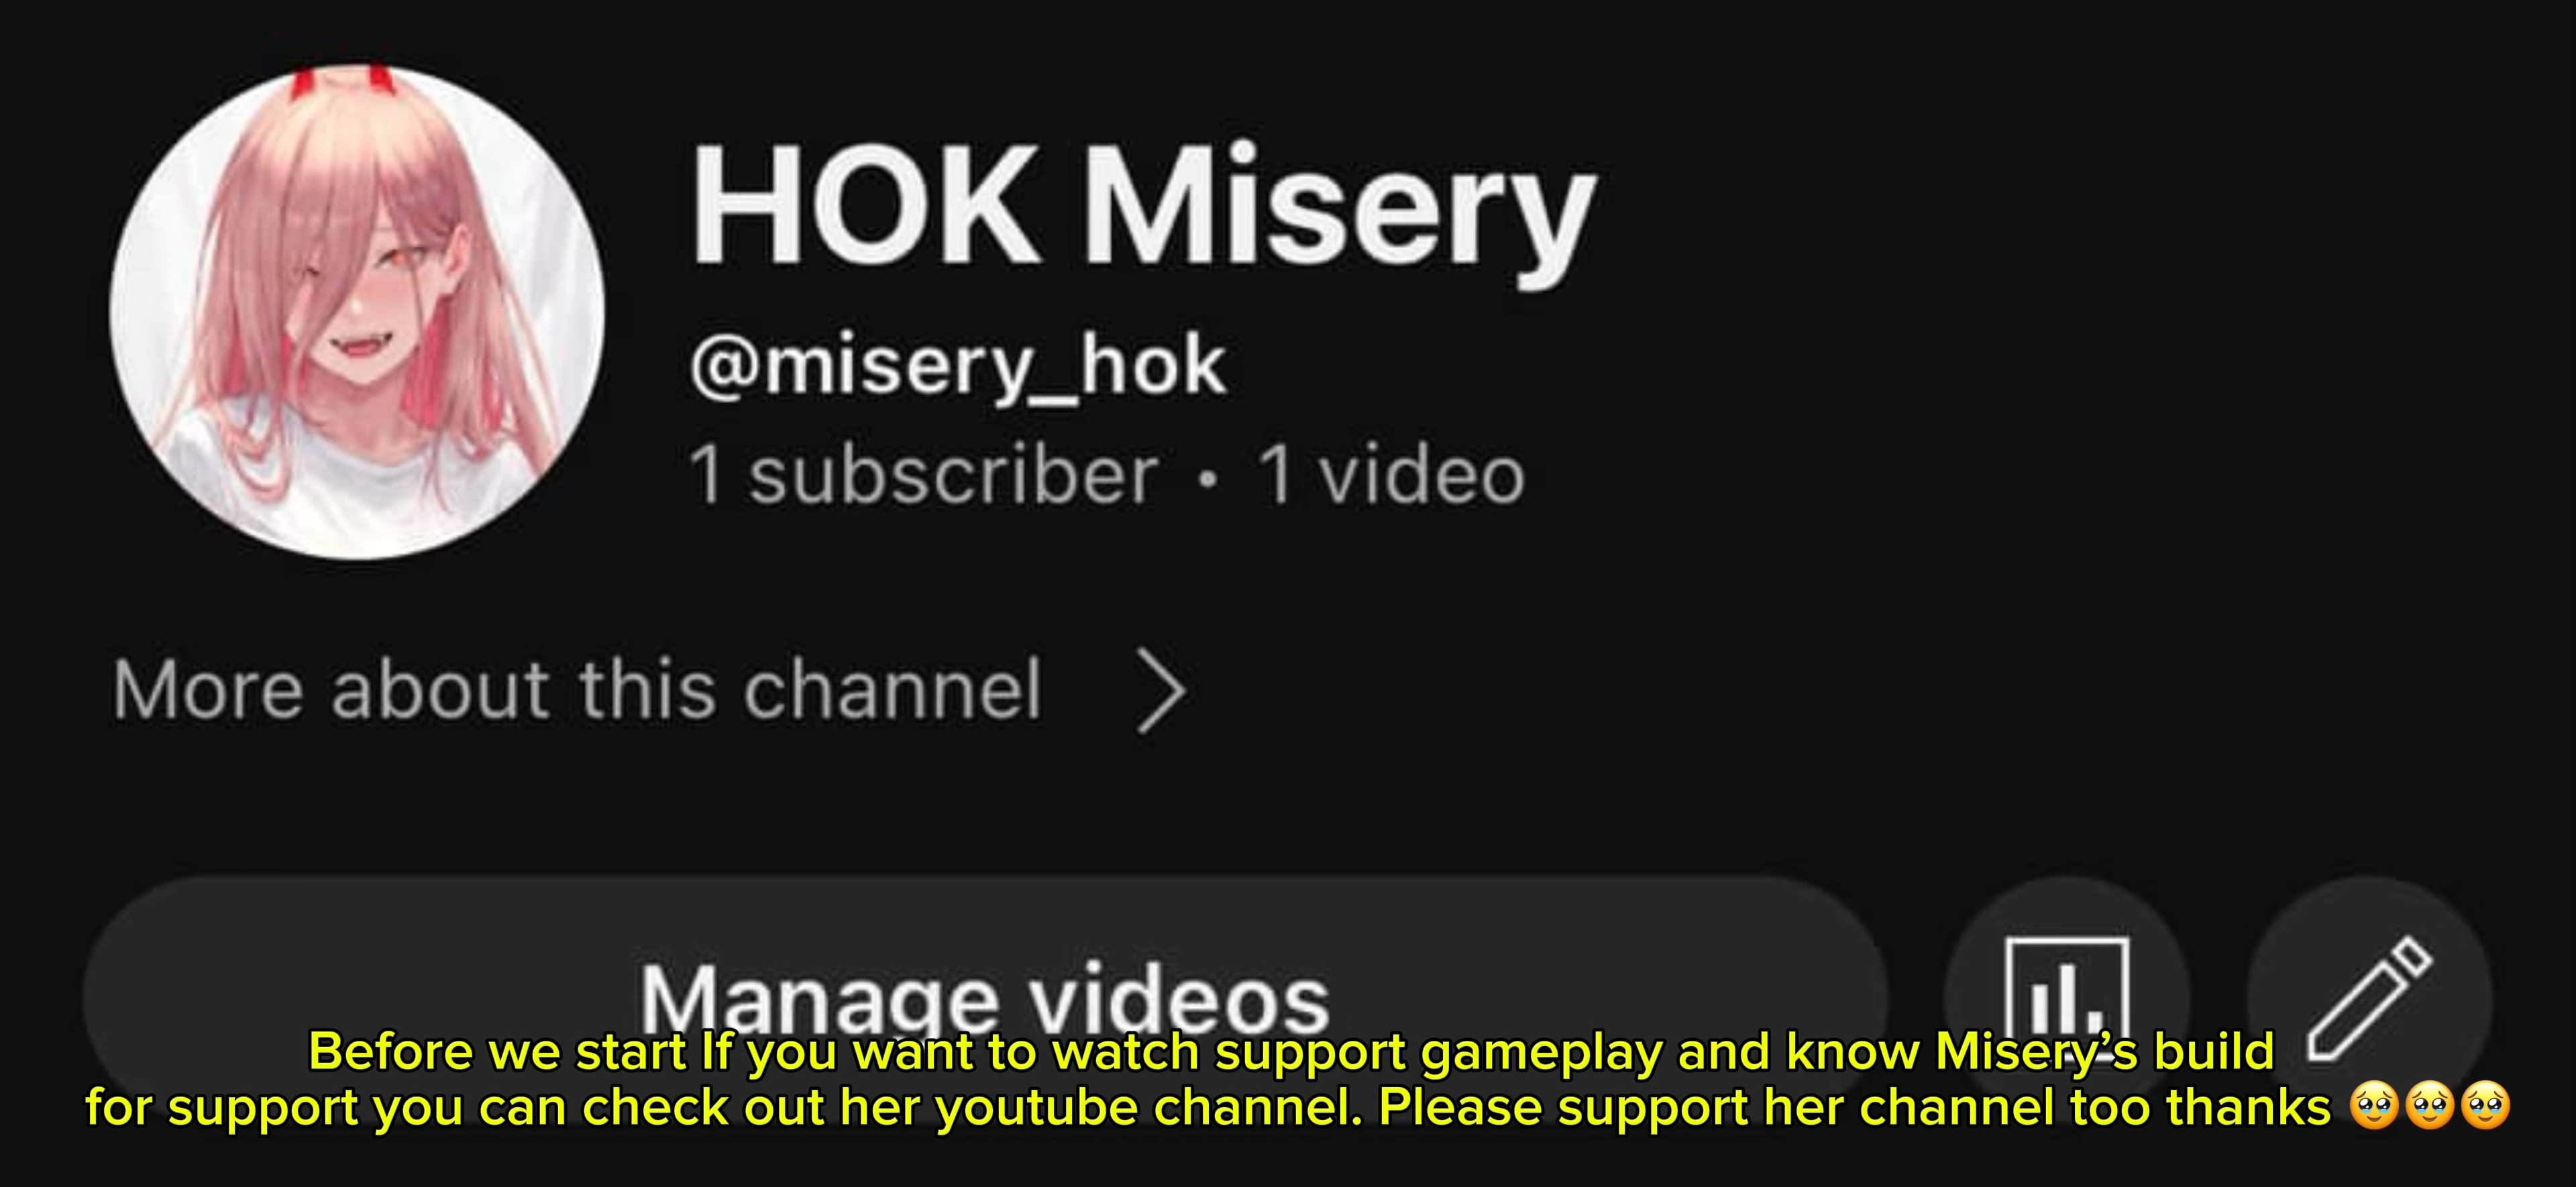 HOK Misery
@misery_hok
1 subscriber • 1 video
More about this channel
Manage videos
Before we start If you want to watch support gameplay and know Misery’s build
for support you can check out her youtube channel. Please support her channel too thanks 🥹🥹🥹